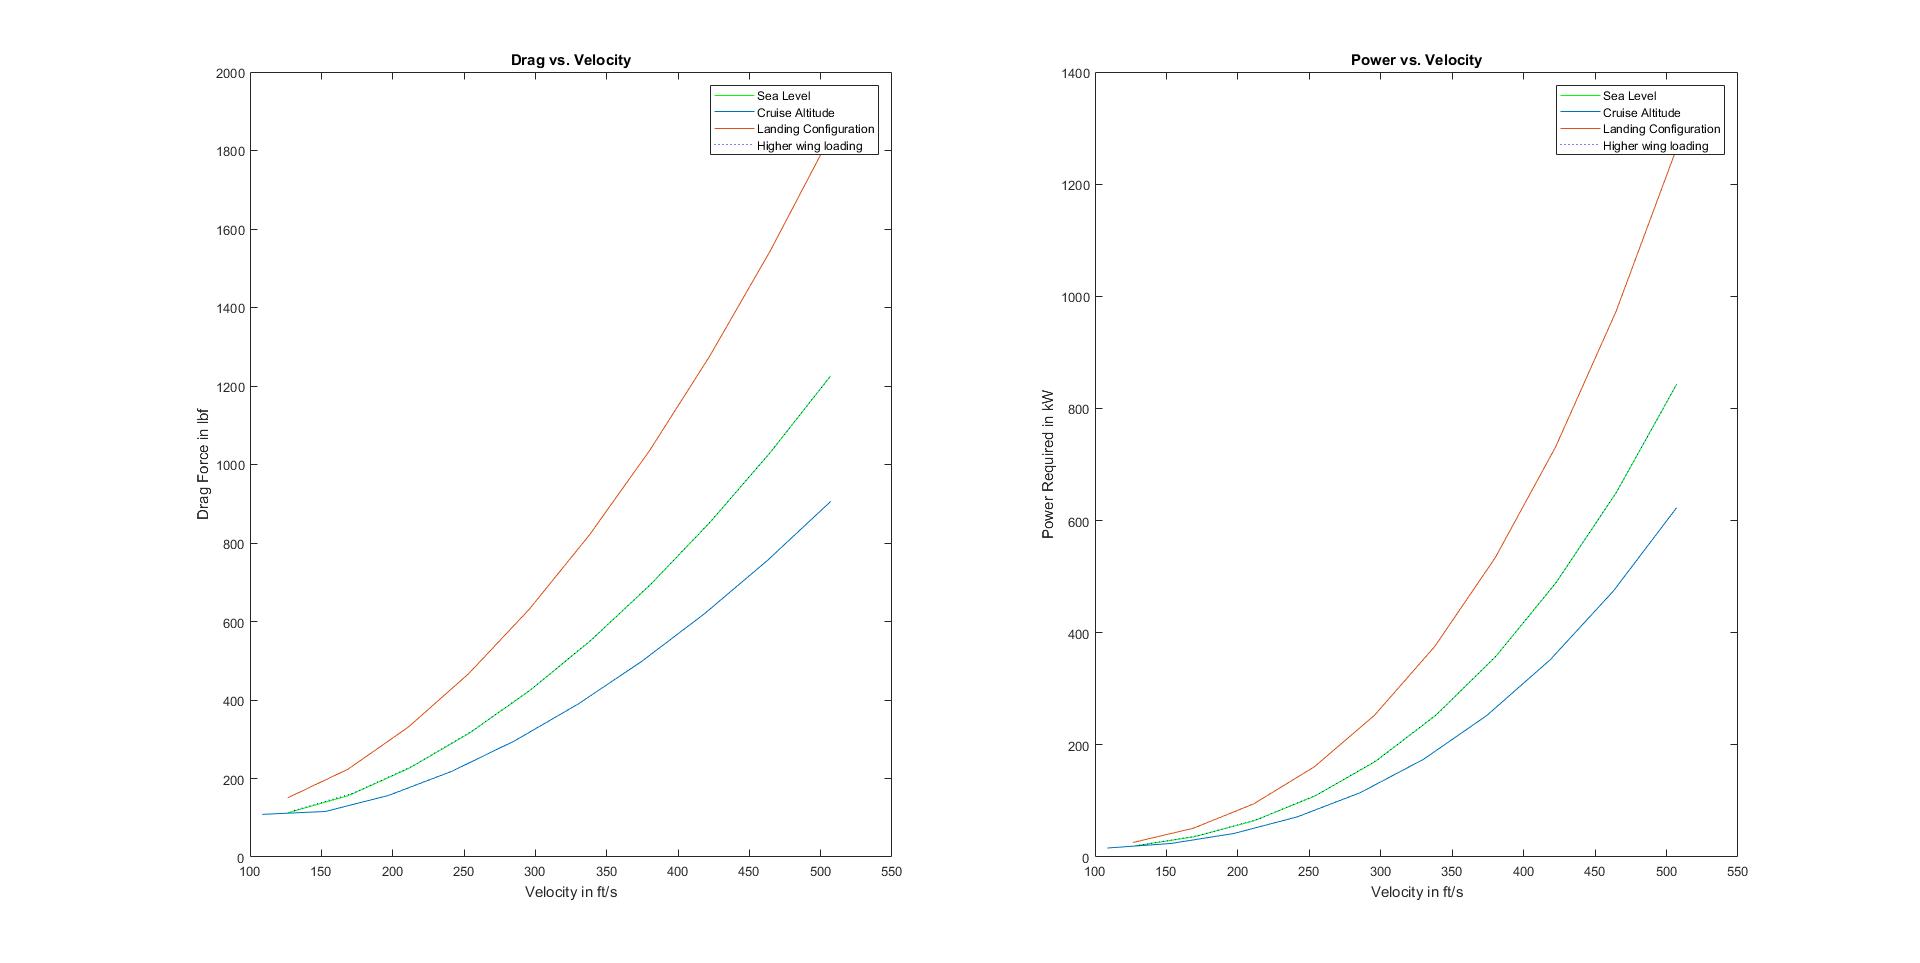 Drag vs. Velocity
2000
1800
1600
1400
1200
1000
800
600
400
200
0
Drag Force in lbf
Sea Level
Cruise Altitude
Landing Configuration
Higher wing loading
100 150 200 250 300 350 400 450 500 550
Velocity in ft/s
Power vs. Velocity
1400
1200
1000
800
600
400
200
0
Power Required in kW
Sea Level
Cruise Altitude
Landing Configuration
Higher wing loading
100 150 200 250 300 350 400 450 500 550
Velocity in ft/s